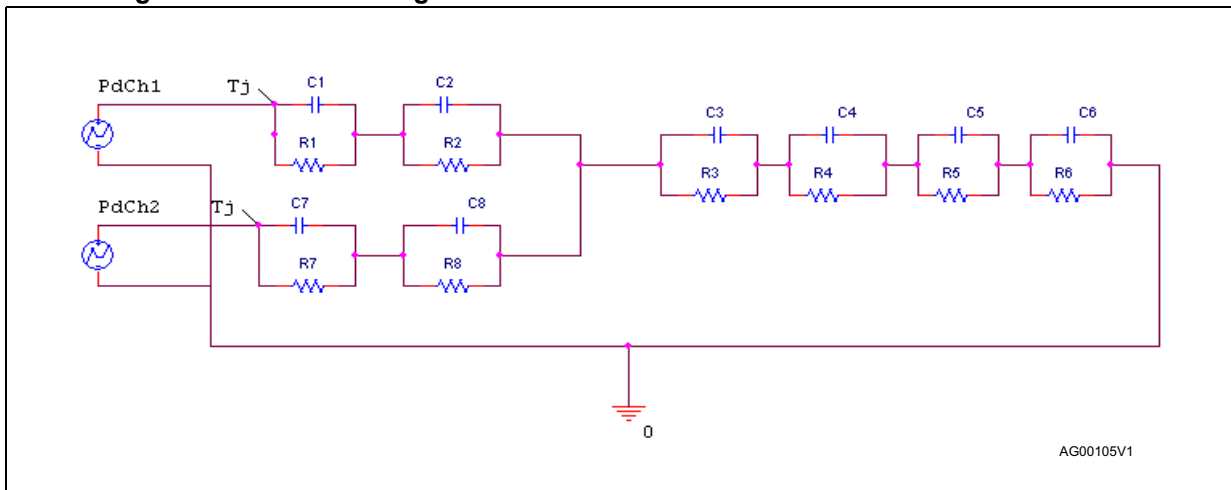 PdCh1
Tj
C1
C2
R1
R2
C3
C4
C5
C6
R3
R4
R5
R6
PdCh2
Tj
C7
C8
R7
R8
0
AG00105V1